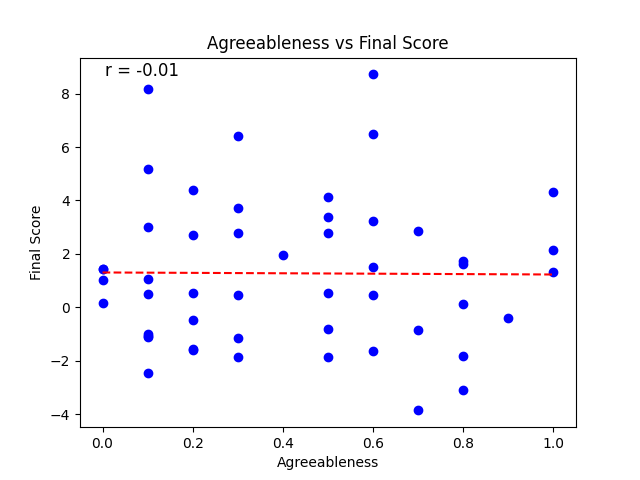 Agreeableness vs Final Score
r = -0.01
Final Score
8
6
4
2
0
−2
−4
0.0 0.2 0.4 0.6 0.8 1.0
Agreeableness